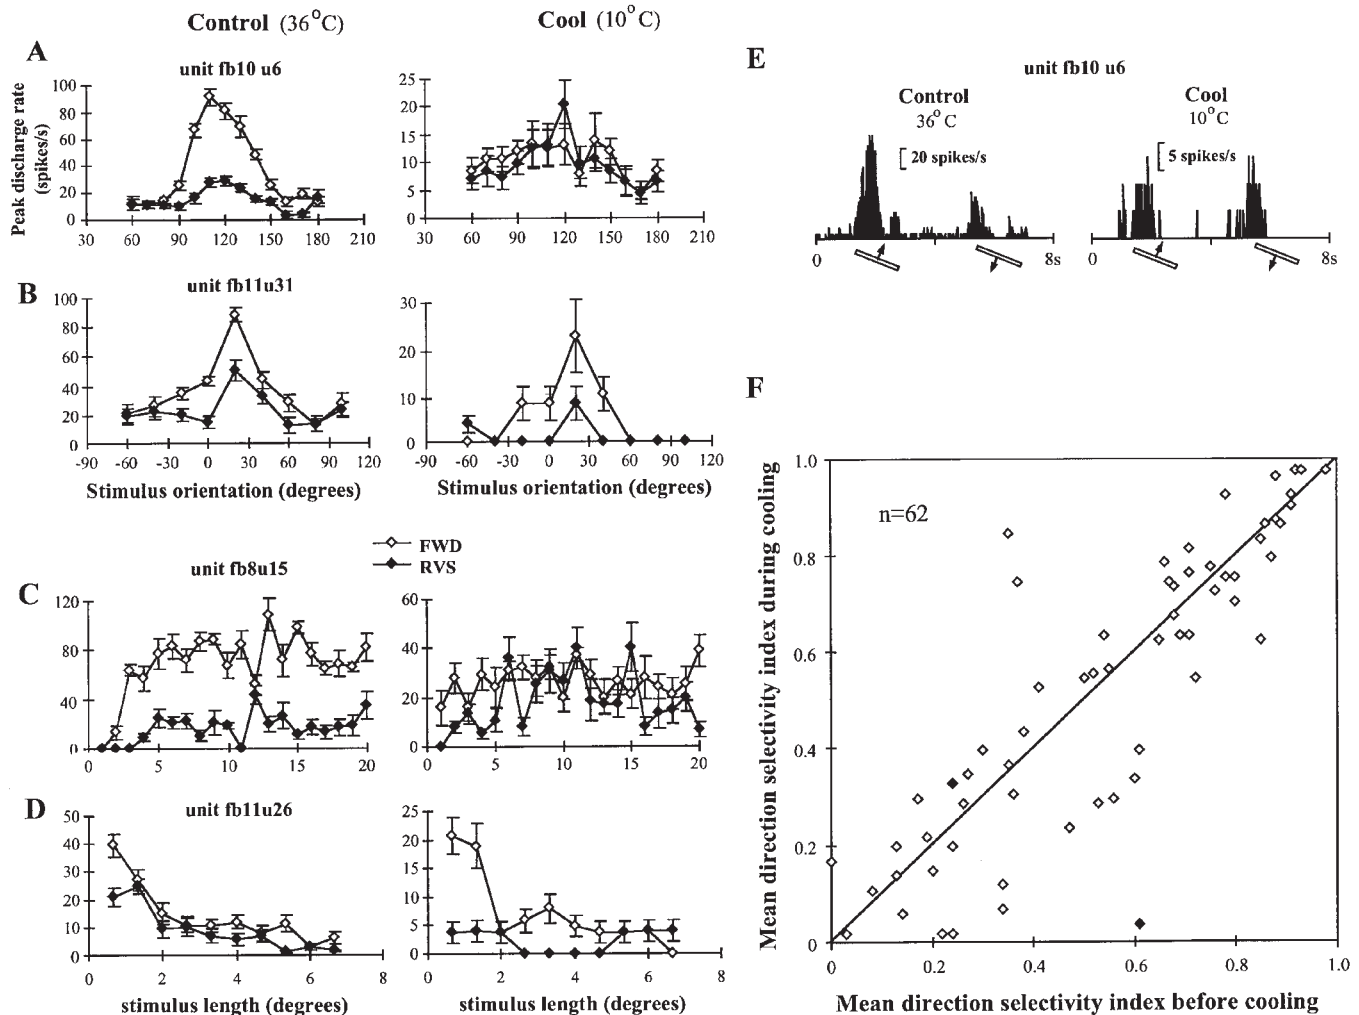 Control (36°C)
Cool (10°C)
A
unit fb10 u6
Peak discharge rate
(spikes/s)
100
80
60
40
20
0
30 60 90 120 150 180 210
25
20
15
10
5
0
30 60 90 120 150 180 210
B
unit fb11u31
100
80
60
40
20
0
-90 -60 -30 0 30 60 90 120
Stimulus orientation (degrees)
30
20
10
0
-90 -60 -30 0 30 60 90 120
Stimulus orientation (degrees)
FWD
RVS
C
unit fb8u15
120
80
40
0
0 5 10 15 20
60
40
20
0
0 5 10 15 20
D
unit fb11u26
50
40
30
20
10
0
0 2 4 6 8
stimulus length (degrees)
25
20
15
10
5
0
0 2 4 6 8
stimulus length (degrees)
E
unit fb10 u6
Control
36°C
20 spikes/s
0 8s
Cool
10°C
5 spikes/s
0 8s
F
n=62
Mean direction selectivity index during cooling
1.0
0.8
0.6
0.4
0.2
0
0 0.2 0.4 0.6 0.8 1.0
Mean direction selectivity index before cooling